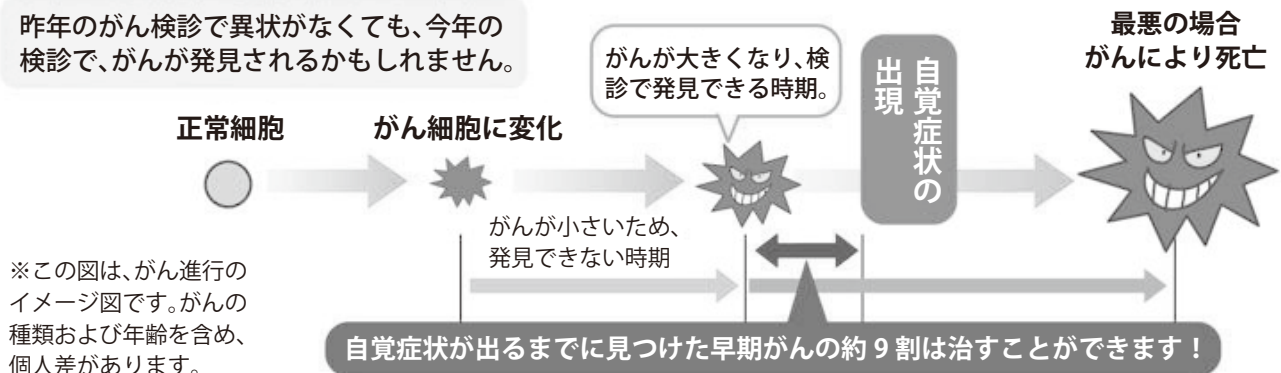 昨年のがん検診で異状がなくても、今年の
検診で、がんが発見されるかもしれません。
正常細胞
がん細胞に変化
がんが大きくなり、検
診で発見できる時期。
自覚症状の
出現
最悪の場合
がんにより死亡
がんが小さいため、
発見できない時期
※この図は、がん進行の
イメージ図です。がんの
種類および年齢を含め、
個人差があります。
自覚症状が出るまでに見つけた早期がんの約9割は治すことができます！